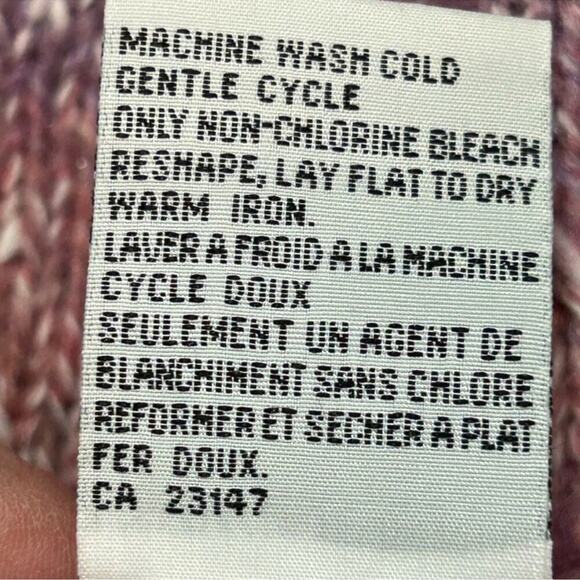 MACHINE WASH COLD
GENTLE CYCLE
ONLY NON-CHLORINE BLEACH
RESHAPE, LAY FLAT TO DRY
WARM IRON.
LAVER A FROID A LA MACHINE
CYCLE DOUX
SEULEMENT UN AGENT DE
BLANCHIMENT SANS CHLORE
REFORMER ET SECHER A PLAT
FER DOUX.
CA 23147